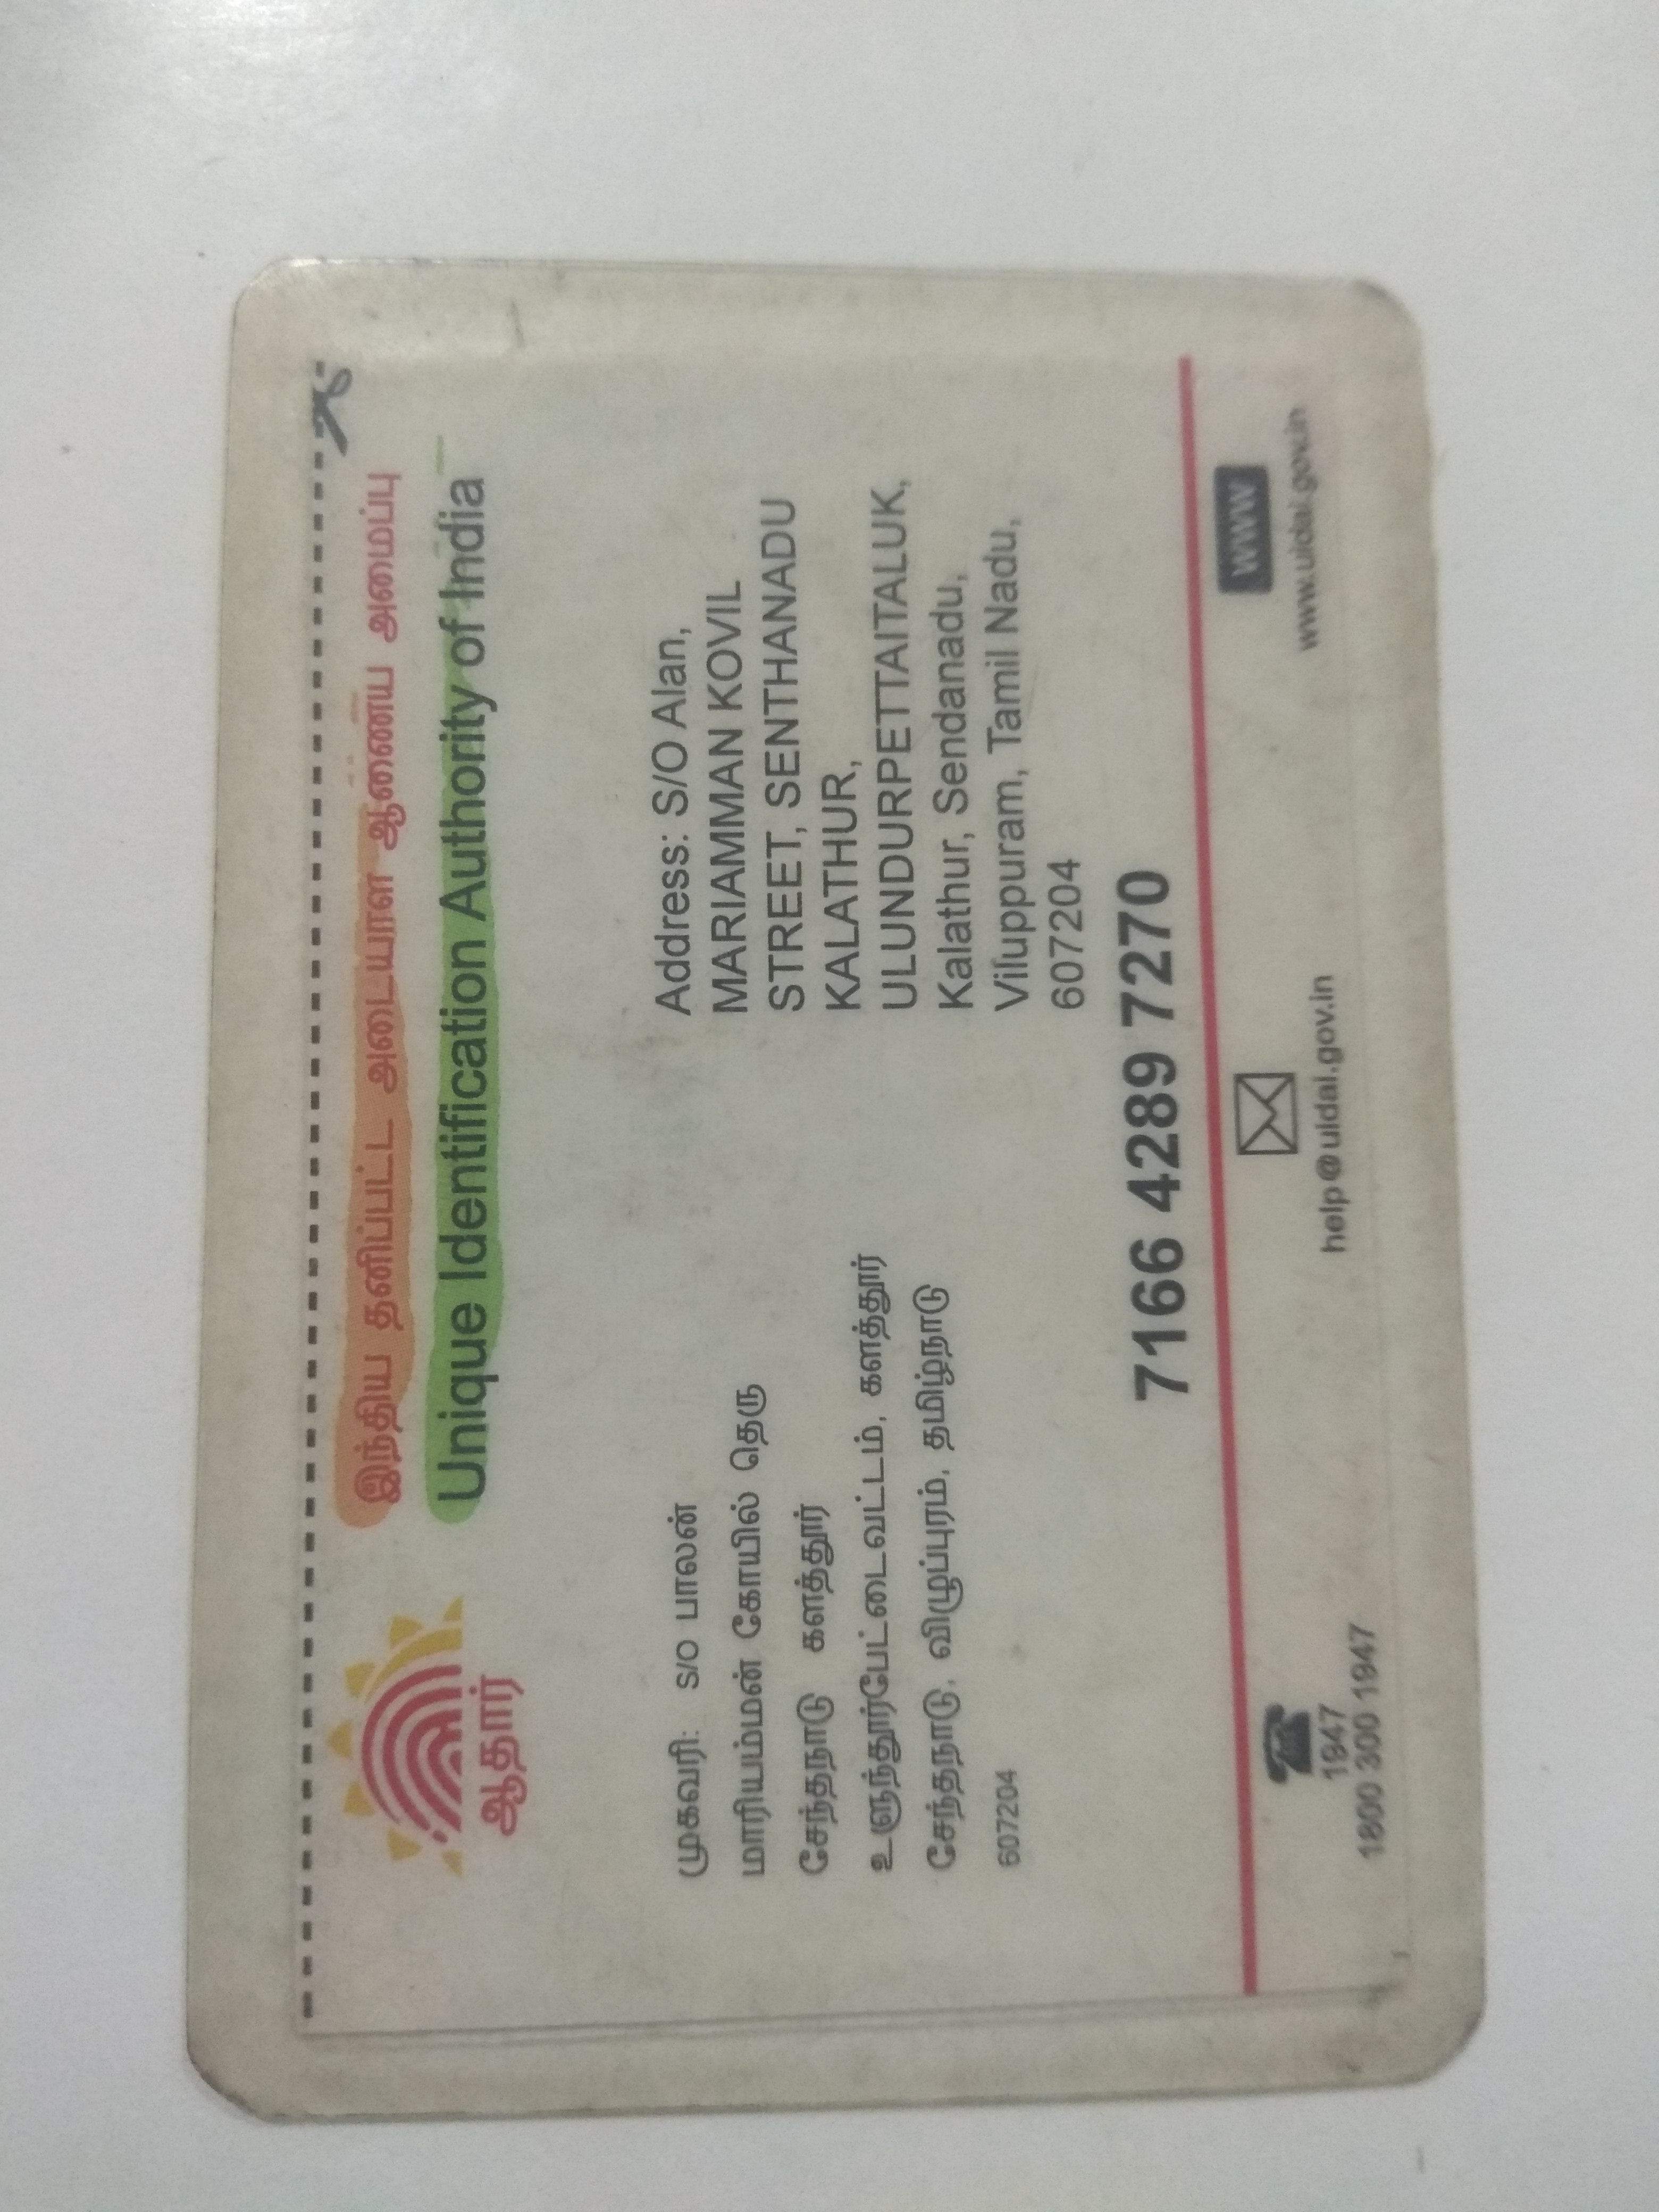 இந்திய தனிப்பட்ட அடையாள ஆணைய அமைப்பு
Unique Identification Authority of India
ஆதார்
முகவரி: S/O பாலன்
மாரியம்மன் கோயில் தெரு
சேந்தநாடு களத்தூர்
உளுந்தூர்பேட்டைவட்டம், களத்தூர்
சேந்தநாடு, விழுப்புரம், தமிழ்நாடு
607204
Address: S/O Alan,
MARIAMMAN KOVIL
STREET, SENTHANADU
KALATHUR,
ULUNDURPETTAITALUK,
Kalathur, Sendanadu,
Viluppuram, Tamil Nadu,
607204
7166 4289 7270
1947
1800 300 1947
help@uidai.gov.in
www
www.uidai.gov.in